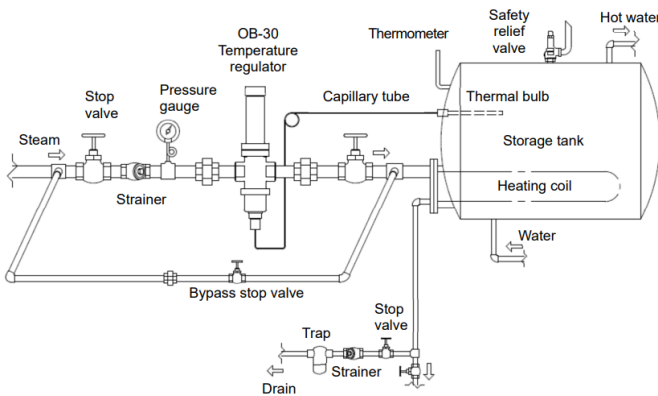 OB-30
Temperature
regulator
Safety
relief
valve
Hot water
Thermometer
Pressure
gauge
Stop
valve
Capillary tube
Thermal bulb
Steam
Storage tank
Strainer
Heating coil
Water
Bypass stop valve
Stop
valve
Trap
Strainer
Drain